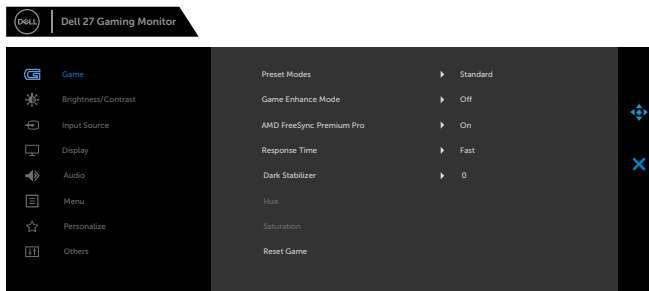 DELL Dell 27 Gaming Monitor
Game Preset Modes Standard
Brightness/Contrast Game Enhance Mode Off
Input Source AMD FreeSync Premium Pro On
Display Response Time Fast
Audio Dark Stabilizer 0
Menu Hue
Personalize Saturation
Others Reset Game